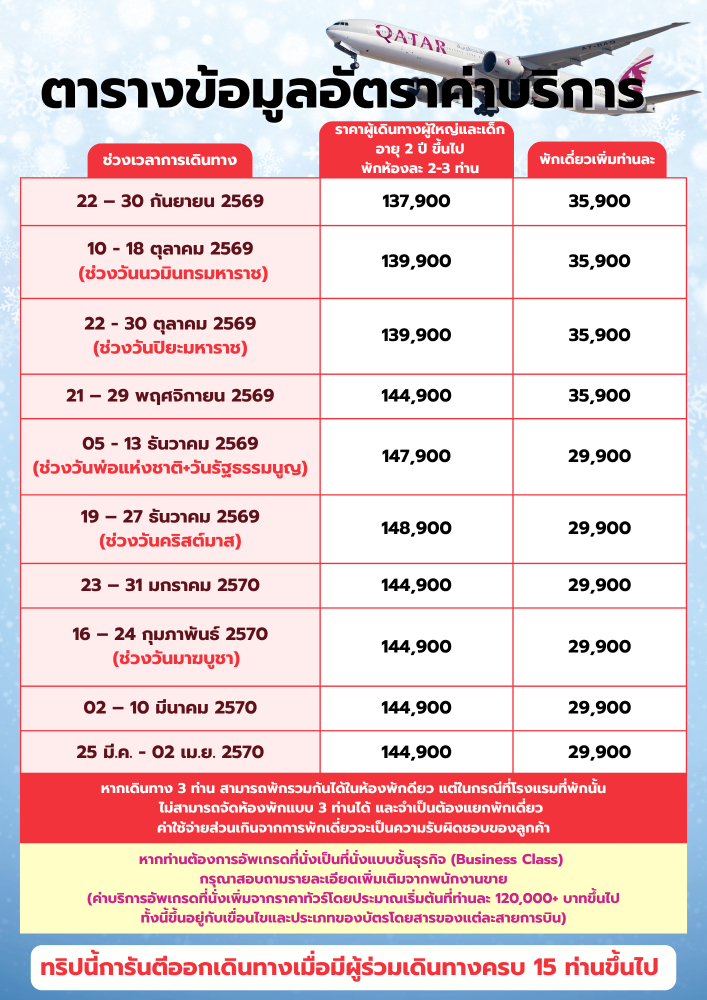 QATAR
القطرية
A7-BAQ
ตารางข้อมูลอัตราค่าบริการ
ช่วงเวลาการเดินทาง
ราคาผู้เดินทางผู้ใหญ่และเด็ก
อายุ 2 ปี ขึ้นไป
พักห้องละ 2-3 ท่าน
พักเดี่ยวเพิ่มท่านละ
22 – 30 กันยายน 2569 137,900 35,900
10 - 18 ตุลาคม 2569
(ช่วงวันนวมินทรมหาราช)
139,900 35,900
22 - 30 ตุลาคม 2569
(ช่วงวันปิยะมหาราช)
139,900 35,900
21 – 29 พฤศจิกายน 2569 144,900 35,900
05 - 13 ธันวาคม 2569
(ช่วงวันพ่อแห่งชาติ+วันรัฐธรรมนูญ)
147,900 29,900
19 – 27 ธันวาคม 2569
(ช่วงวันคริสต์มาส)
148,900 29,900
23 – 31 มกราคม 2570 144,900 29,900
16 – 24 กุมภาพันธ์ 2570
(ช่วงวันมาฆบูชา)
144,900 29,900
02 – 10 มีนาคม 2570 144,900 29,900
25 มี.ค. - 02 เม.ย. 2570 144,900 29,900
หากเดินทาง 3 ท่าน สามารถพักรวมกันได้ในห้องพักดียว แต่ในกรณีที่โรงแรมที่พักนั้น
ไม่สามารถจัดห้องพักแบบ 3 ท่านได้ และจำเป็นต้องแยกพักเดี่ยว
ค่าใช้จ่ายส่วนเกินจากการพักเดี่ยวจะเป็นความรับผิดชอบของลูกค้า
หากท่านต้องการอัพเกรดที่นั่งเป็นที่นั่งแบบชั้นธุรกิจ (Business Class)
กรุณาสอบถามรายละเอียดเพิ่มเติมจากพนักงานขาย
(ค่าบริการอัพเกรดที่นั่งเพิ่มจากราคาทัวร์โดยประมาณเริ่มต้นที่ท่านละ 120,000+ บาทขึ้นไป
ทั้งนี้ขึ้นอยู่กับเขื่อนไขและประเภทของบัตรโดยสารของแต่ละสายการบิน)
ทริปนี้การันตีออกเดินทางเมื่อมีผู้ร่วมเดินทางครบ 15 ท่านขึ้นไป